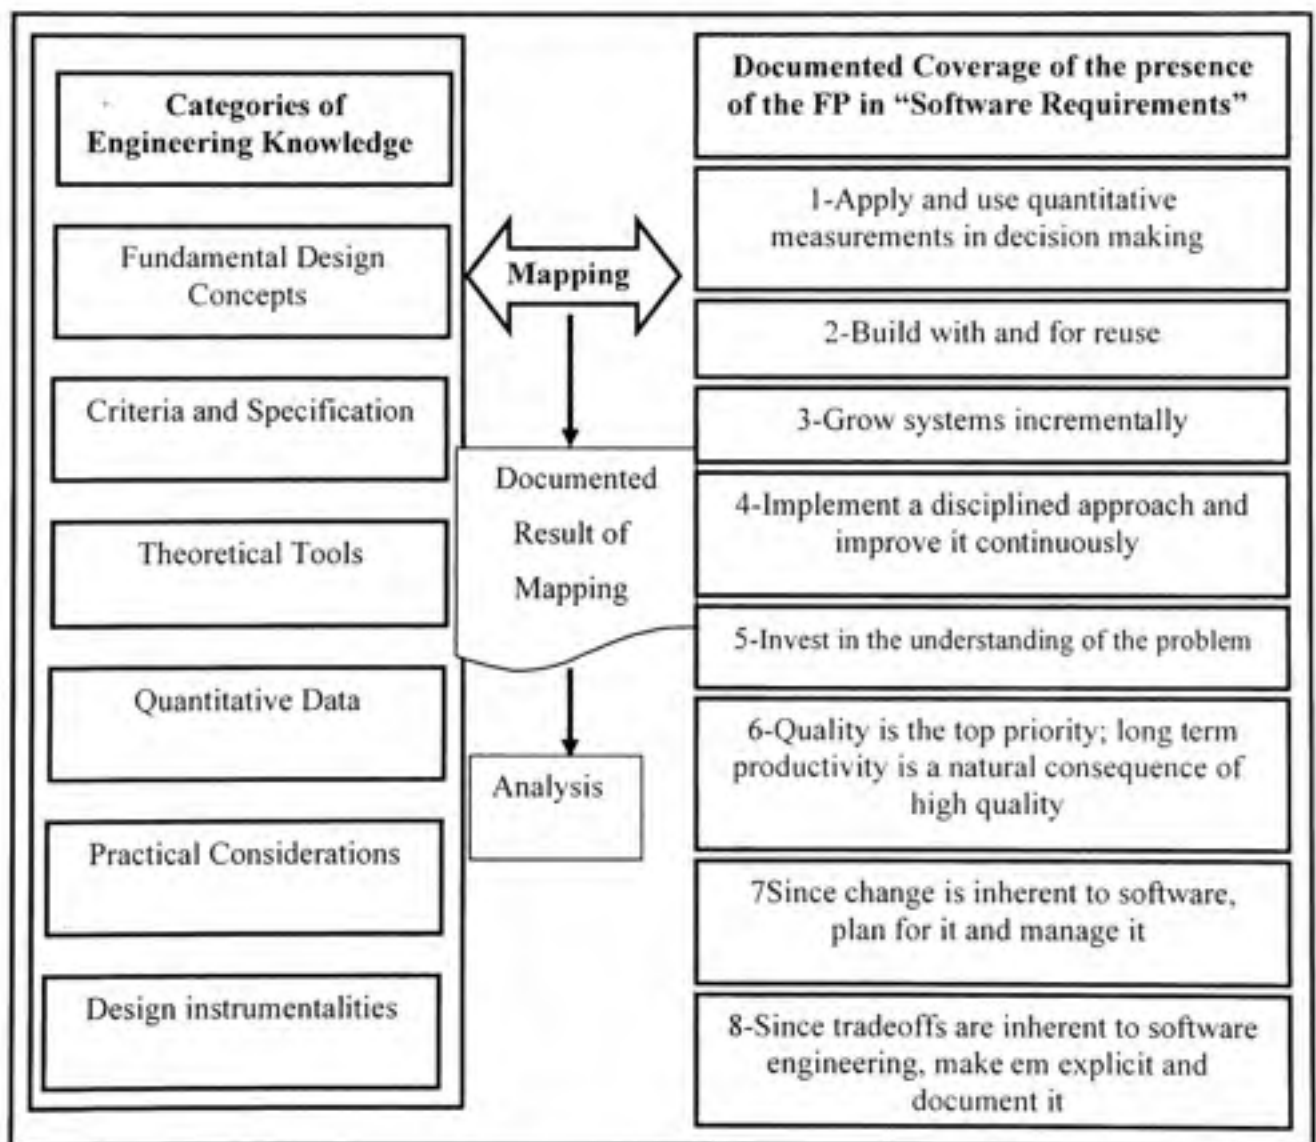 Categories of
Engineering Knowledge
Fundamental Design
Concepts
Criteria and Specification
Theoretical Tools
Quantitative Data
Practical Considerations
Design instrumentalities
Mapping
Documented
Result of
Mapping
Analysis
Documented Coverage of the presence
of the FP in “Software Requirements”
1-Apply and use quantitative
measurements in decision making
2-Build with and for reuse
3-Grow systems incrementally
4-Implement a disciplined approach and
improve it continuously
5-Invest in the understanding of the problem
6-Quality is the top priority; long term
productivity is a natural consequence of
high quality
7Since change is inherent to software,
plan for it and manage it
8-Since tradeoffs are inherent to software
engineering, make em explicit and
document it